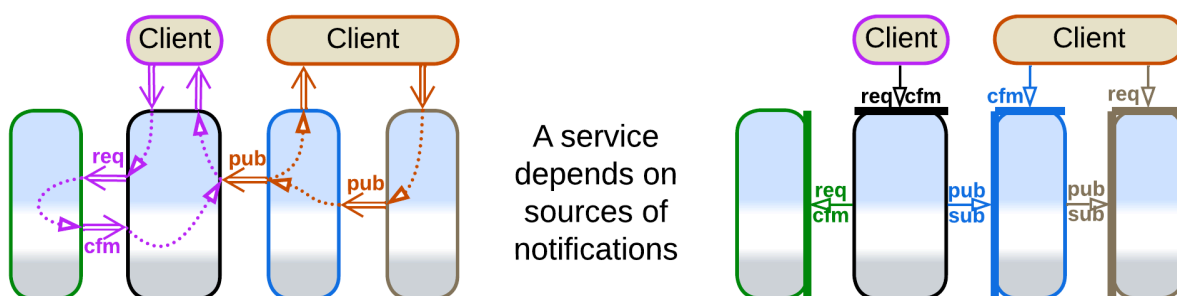 Client
Client
req
pub
pub
cfm
A service
depends on
sources of
notifications
Client
Client
req cfm
cfm
req
req
cfm
pub
sub
pub
sub